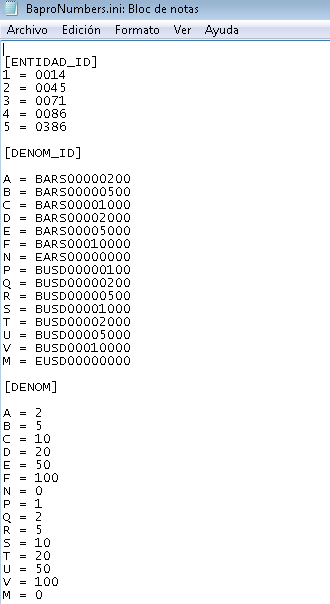 BaproNumbers.ini: Bloc de notas
Archivo Edición Formato Ver Ayuda
[ENTIDAD_ID]
1 = 0014
2 = 0045
3 = 0071
4 = 0086
5 = 0386
[DENOM_ID]
A = BARS00000200
B = BARS00000500
C = BARS00001000
D = BARS00002000
E = BARS00005000
F = BARS00010000
N = EARS00000000
P = BUSD00000100
Q = BUSD00000200
R = BUSD00000500
S = BUSD00001000
T = BUSD00002000
U = BUSD00005000
V = BUSD00010000
M = EUSD00000000
[DENOM]
A = 2
B = 5
C = 10
D = 20
E = 50
F = 100
N = 0
P = 1
Q = 2
R = 5
S = 10
T = 20
U = 50
V = 100
M = 0